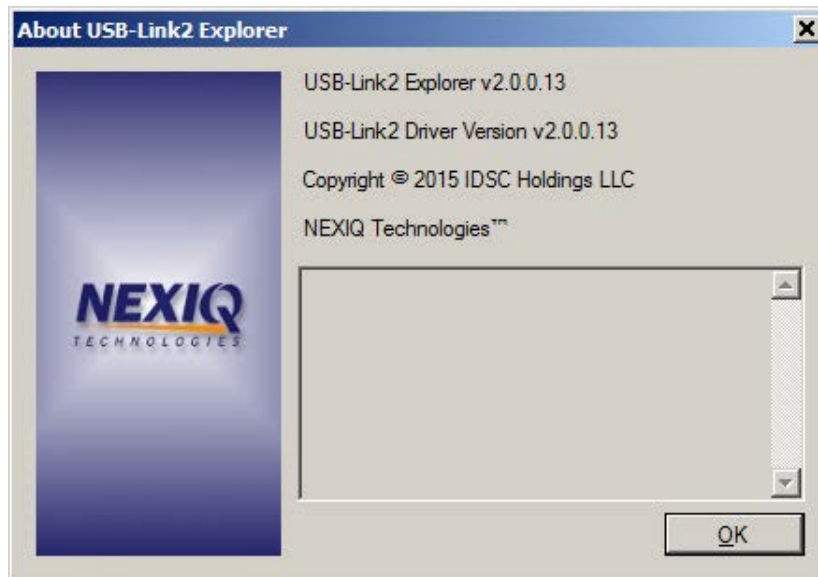 About USB-Link2 Explorer
USB-Link2 Explorer v2.0.0.13
USB-Link2 Driver Version v2.0.0.13
Copyright © 2015 IDSC Holdings LLC
NEXIQ Technologies™
NEXIQ
TECHNOLOGIES
OK